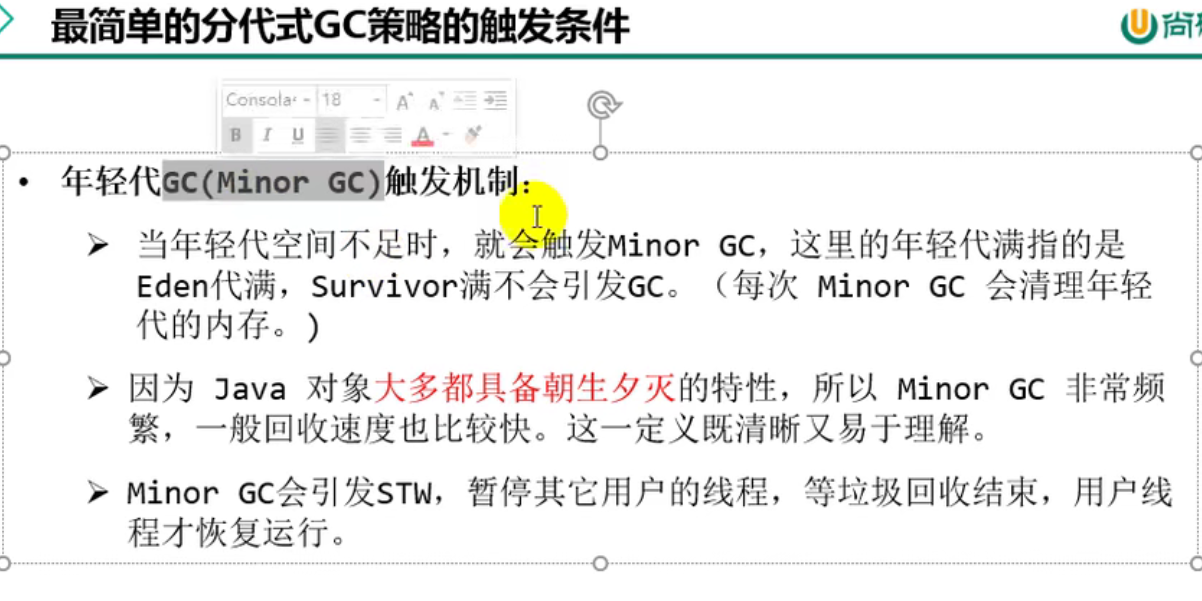 最简单的分代式GC策略的触发条件
尚
Consola
18
B I U A
• 年轻代GC(Minor GC)触发机制：
➢ 当年轻代空间不足时，就会触发Minor GC，这里的年轻代满指的是
Eden代满，Survivor满不会引发GC。（每次 Minor GC 会清理年轻
代的内存。)
➢ 因为 Java 对象大多都具备朝生夕灭的特性，所以 Minor GC 非常频
繁，一般回收速度也比较快。这一定义既清晰又易于理解。
➢ Minor GC会引发STW，暂停其它用户的线程，等垃圾回收结束，用户线
程才恢复运行。